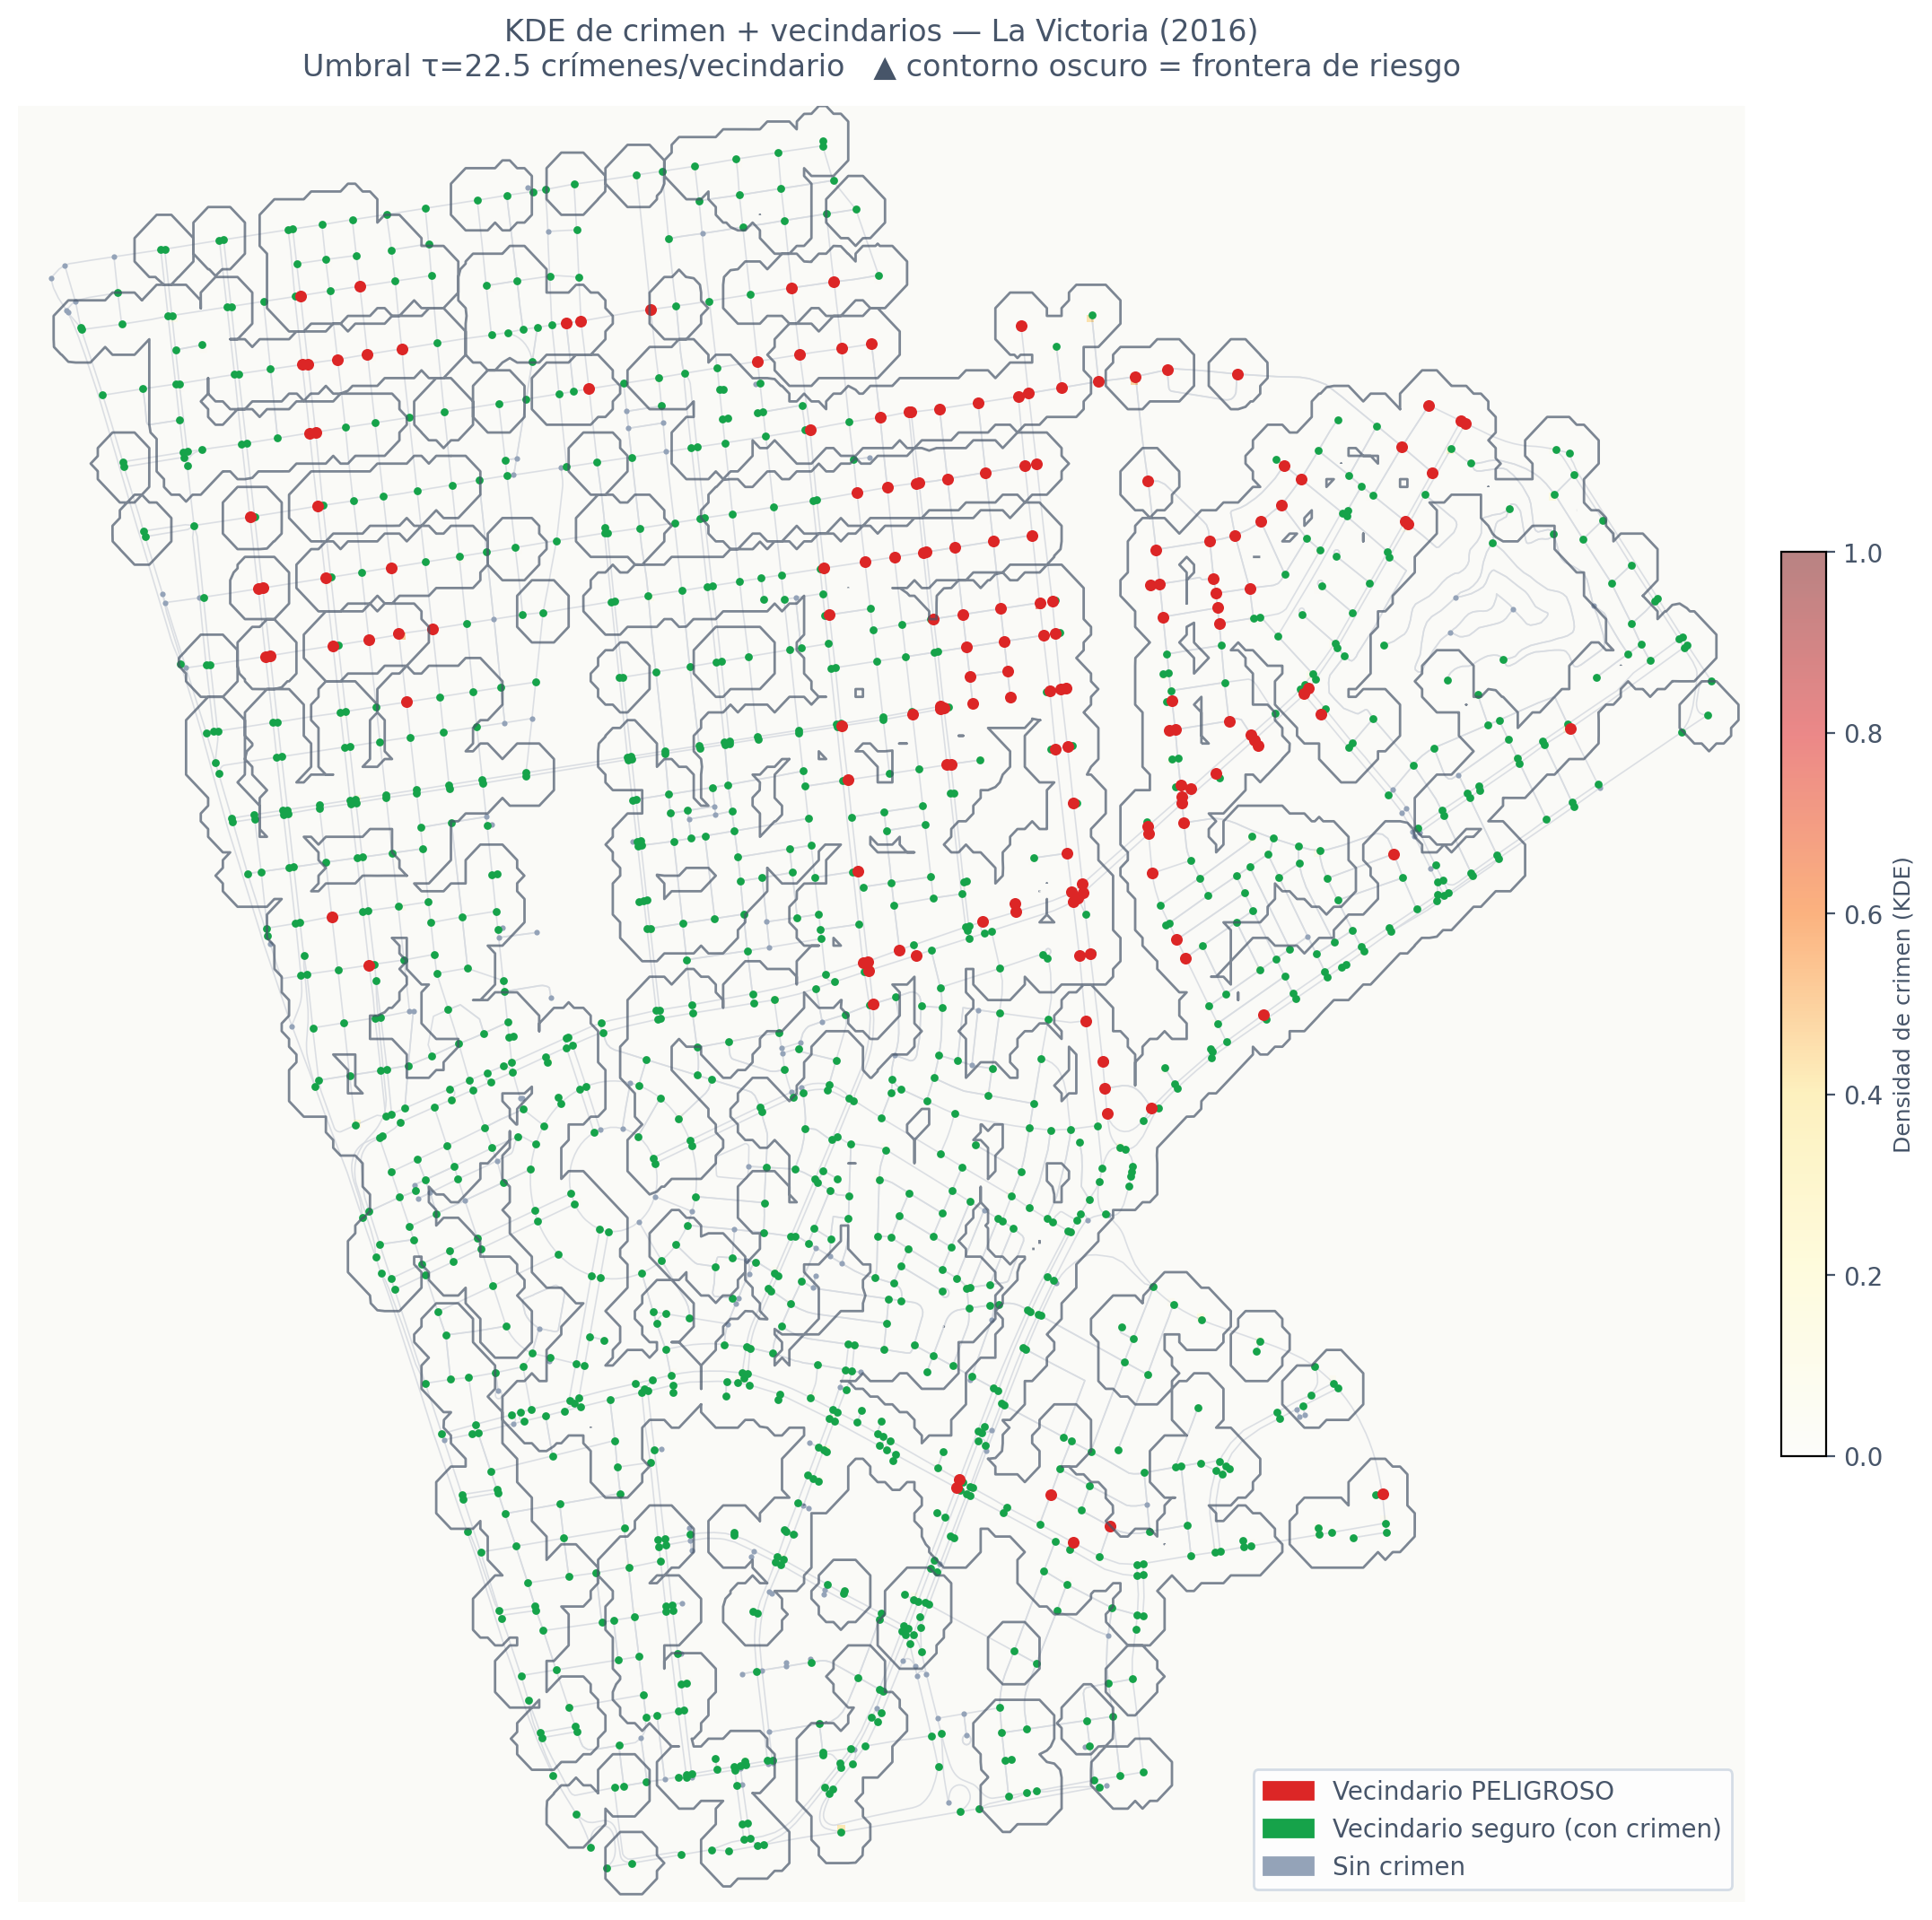 KDE de crimen + vecindarios — La Victoria (2016)
Umbral τ=22.5 crímenes/vecindario ▲ contorno oscuro = frontera de riesgo
1.0
0.8
0.6
0.4
0.2
0.0
Densidad de crimen (KDE)
Vecindario PELIGROSO
Vecindario seguro (con crimen)
Sin crimen